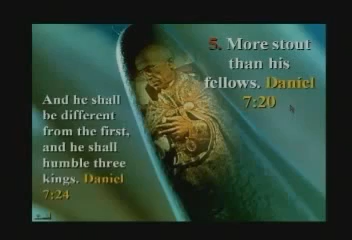 5. More stout
than his
fellows. Daniel
7:20
And he shall
be different
from the first,
and he shall
humble three
kings. Daniel
7:24